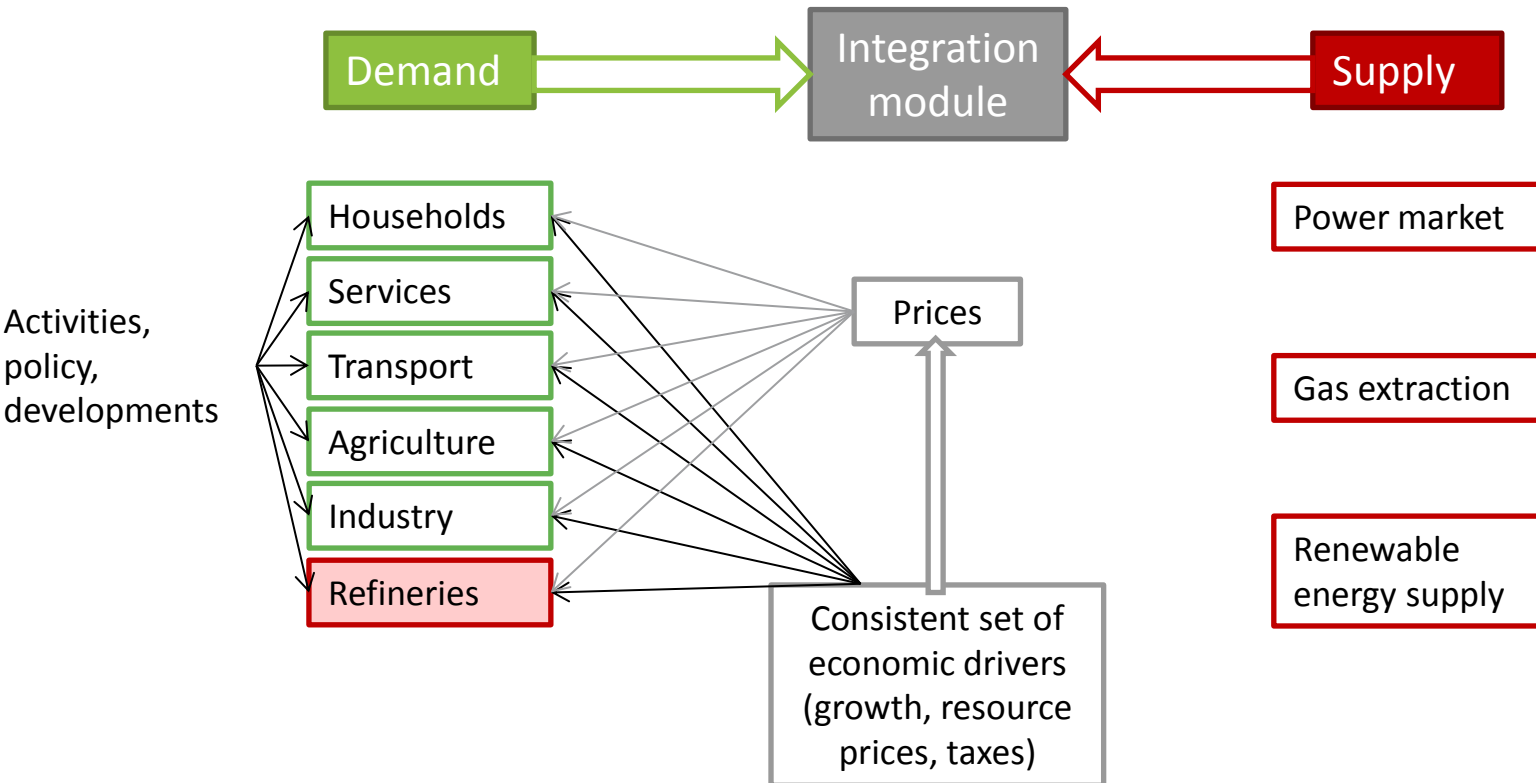 Demand
Integration
module
Supply
Households
Services
Transport
Agriculture
Industry
Refineries
Activities,
policy,
developments
Prices
Consistent set of
economic drivers
(growth, resource
prices, taxes)
Power market
Gas extraction
Renewable
energy supply